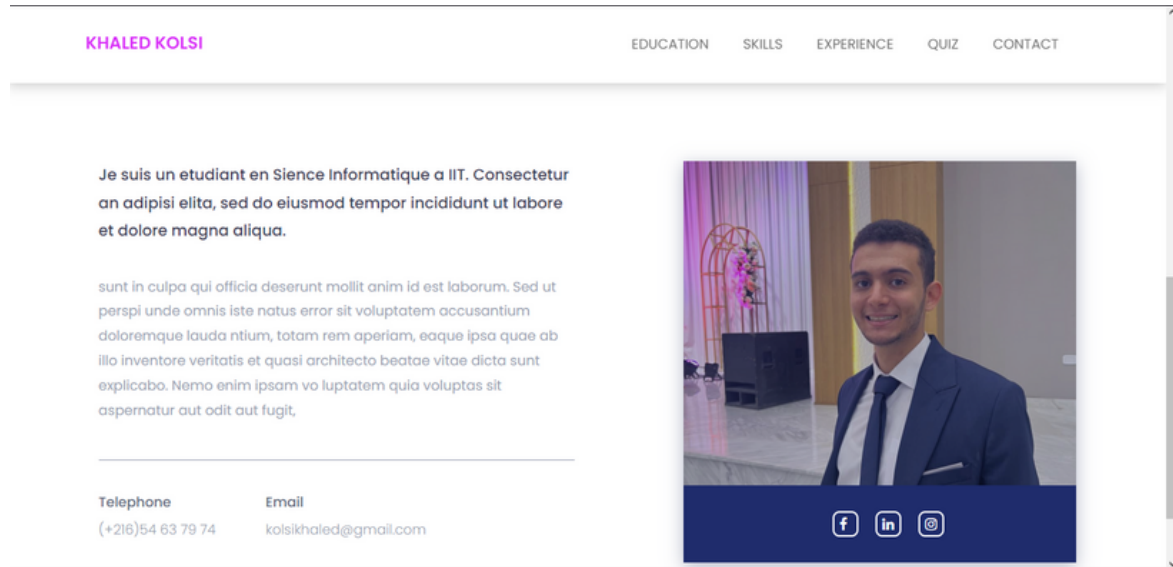 KHALED KOLSI
EDUCATION SKILLS EXPERIENCE QUIZ CONTACT
Je suis un etudiant en Sience Informatique a IIT. Consectetur
an adipisi elita, sed do eiusmod tempor incididunt ut labore
et dolore magna aliqua.
sunt in culpa qui officia deserunt mollit anim id est laborum. Sed ut
perspi unde omnis iste natus error sit voluptatem accusantium
doloremque lauda ntium, totam rem aperiam, eaque ipsa quae ab
illo inventore veritatis et quasi architecto beatae vitae dicta sunt
explicabo. Nemo enim ipsam vo luptatem quia voluptas sit
aspernatur aut odit aut fugit,
Telephone Email
(+216)54 63 79 74 kolsikhaled@gmail.com